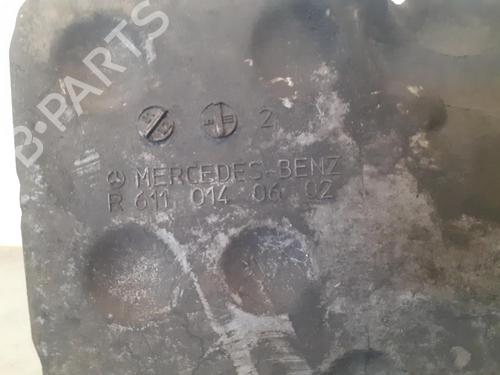 B-PARTS
2
MERCEDES-BENZ
R 611 014 06 02